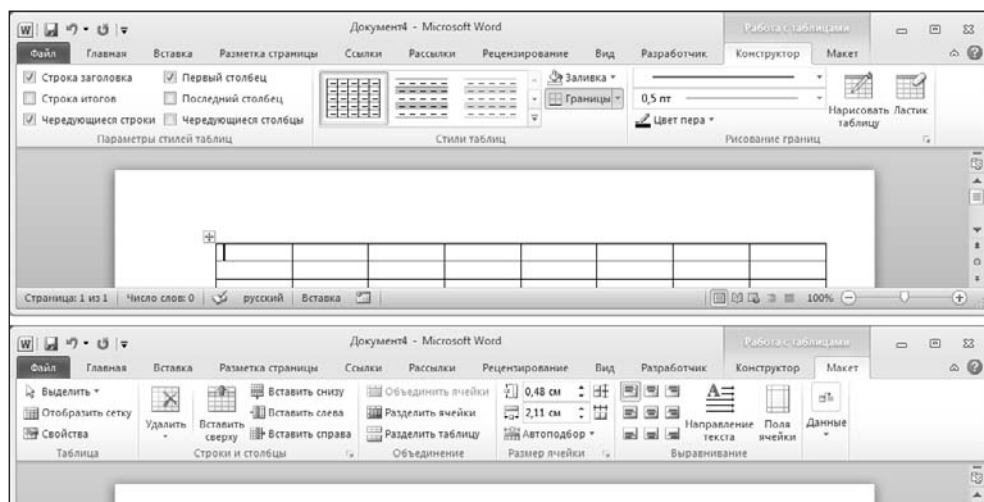 Документ4 - Microsoft Word
Работа с таблицами
Файл Главная Вставка Разметка страницы Ссылки Рассылки Рецензирование Вид Разработчик Конструктор Макет
Строка заголовка Первый столбец Заливка
Строка итогов Последний столбец Границы 0,5 пт Нарисовать таблицу Ластик
Чередующиеся строки Чередующиеся столбцы Цвет пера
Параметры стилей таблиц Стили таблиц Рисование границ
Страница: 1 из 1 Число слов: 0 русский Вставка 100%
Документ4 - Microsoft Word
Работа с таблицами
Файл Главная Вставка Разметка страницы Ссылки Рассылки Рецензирование Вид Разработчик Конструктор Макет
Выделить Вставить снизу Объединить ячейки 0,48 см
Отобразить сетку Удалить Вставить сверху Вставить слева Разделить ячейки 2,11 см Направление текста Поля ячейки Данные
Свойства Вставить справа Разделить таблицу Автоподбор
Таблица Строки и столбцы Объединение Размер ячейки Выравнивание